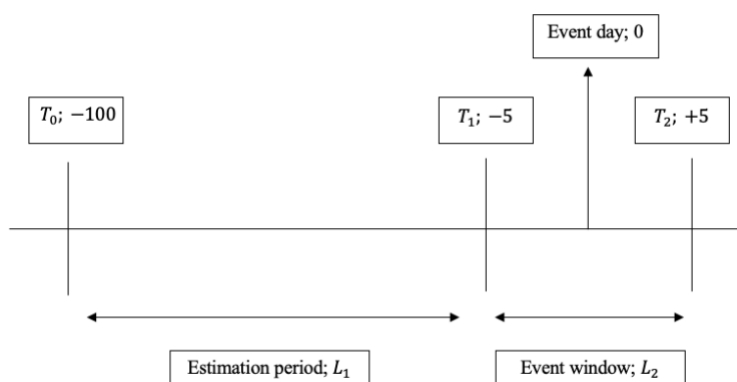 Event day; 0
T₀; −100
T₁; −5
T₂; +5
Estimation period; L₁
Event window; L₂